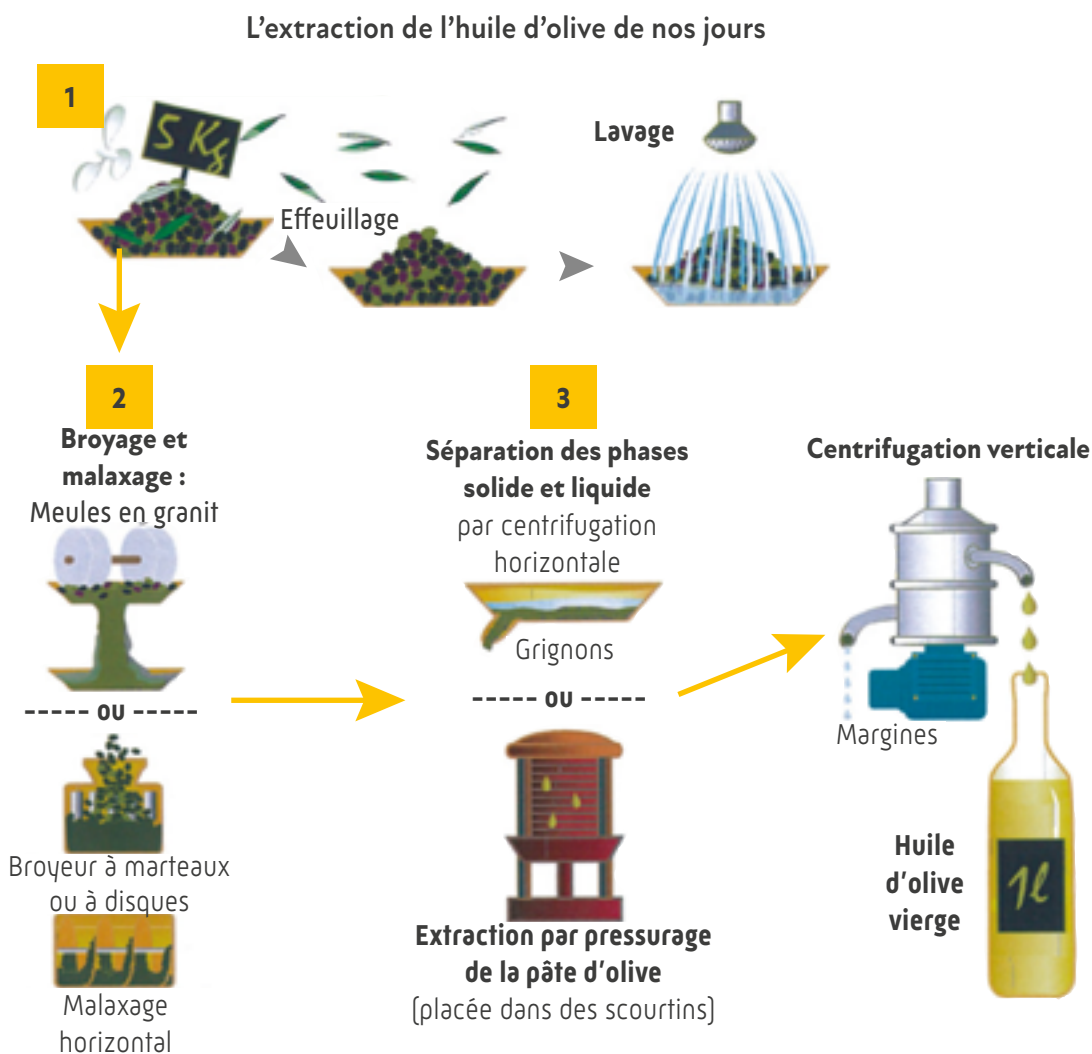 L'extraction de l'huile d'olive de nos jours
1
5 Kg
Effeuillage
Lavage
2
Broyage et
malaxage :
Meules en granit
----- OU -----
Broyeur à marteaux
ou à disques
Malaxage
horizontal
3
Séparation des phases
solide et liquide
par centrifugation
horizontale
Grignons
----- OU -----
Extraction par pressurage
de la pâte d'olive
(placée dans des scourtins)
Centrifugation verticale
Margines
Huile
d'olive
vierge
1l